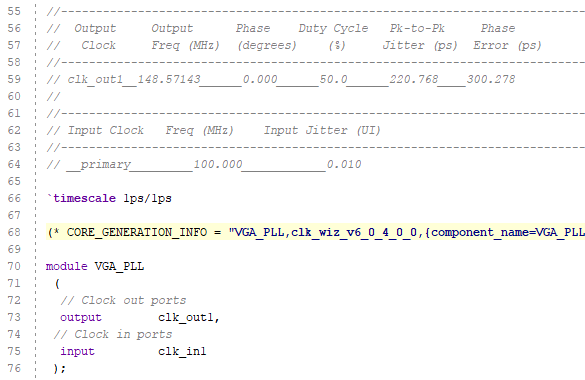 55 //----------------------------------------------------------------------------
56 //  Output     Output      Phase    Duty Cycle   Pk-to-Pk     Phase
57 //   Clock     Freq (MHz)  (degrees)    (%)     Jitter (ps)  Error (ps)
58 //----------------------------------------------------------------------------
59 // clk_out1__148.57143______0.000______50.0______220.768____300.278
60 //
61 //----------------------------------------------------------------------------
62 // Input Clock   Freq (MHz)    Input Jitter (UI)
63 //----------------------------------------------------------------------------
64 // __primary_________100.000____________0.010
65
66 `timescale 1ps/1ps
67
68 (* CORE_GENERATION_INFO = "VGA_PLL,clk_wiz_v6_0_4_0_0,{component_name=VGA_PLL
69
70 module VGA_PLL
71  (
72   // Clock out ports
73   output        clk_out1,
74  // Clock in ports
75   input         clk_in1
76  );